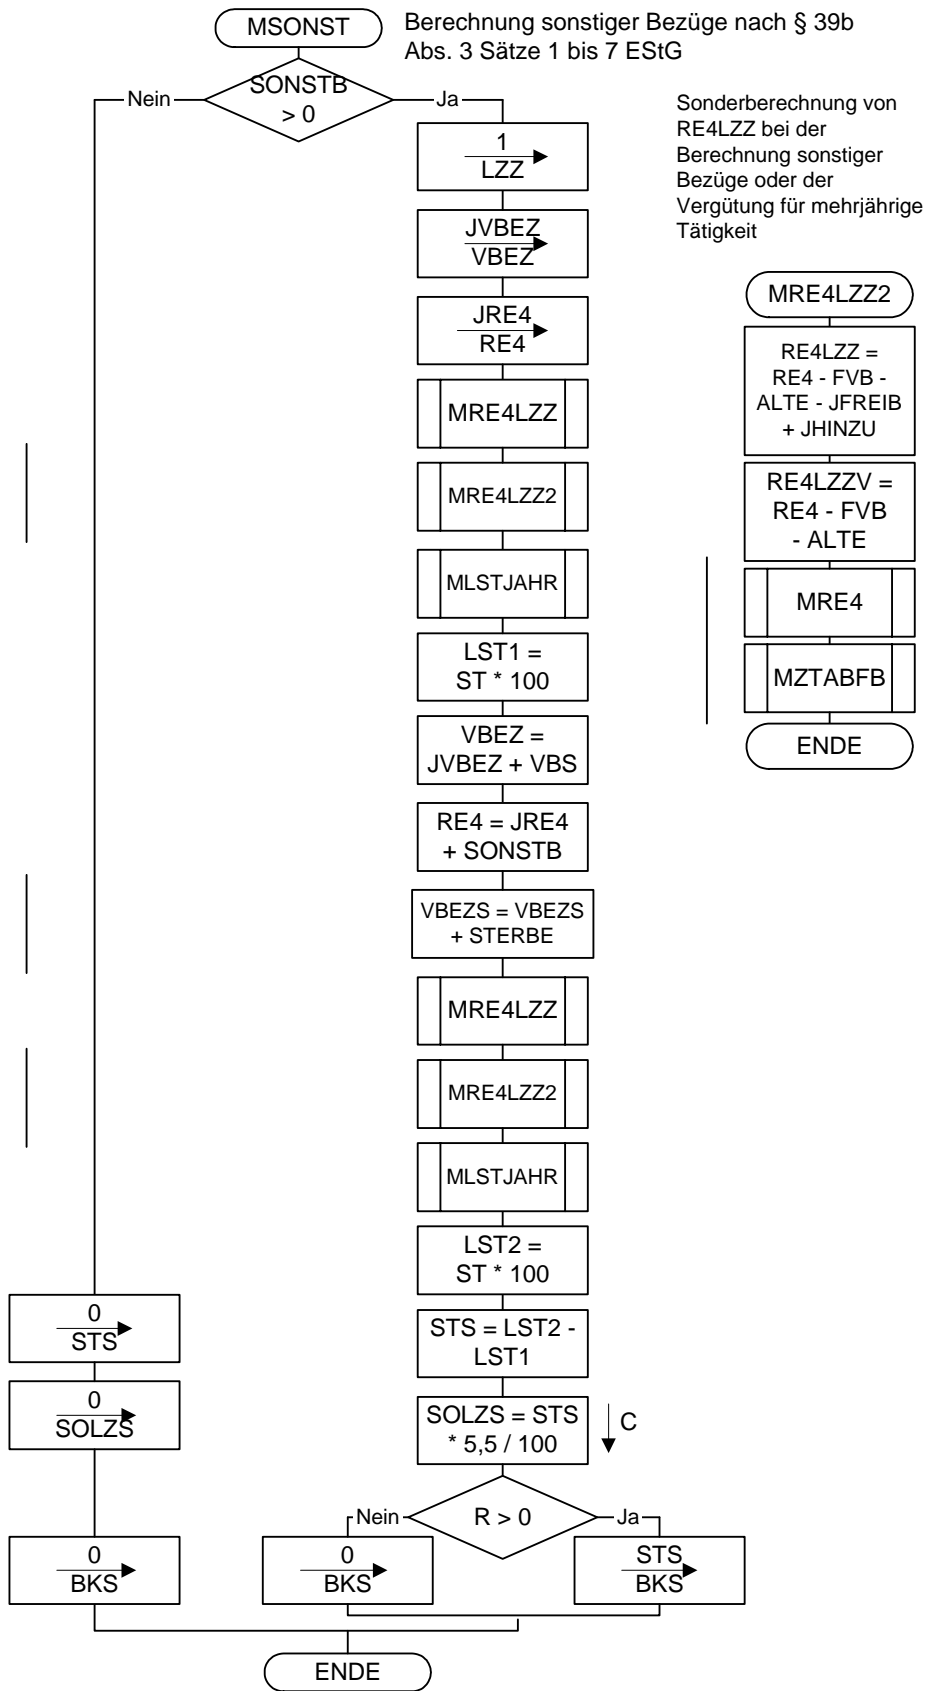 MSONST
Berechnung sonstiger Bezüge nach § 39b
Abs. 3 Sätze 1 bis 7 EStG
SONSTB
> 0
Nein
Ja
1
LZZ
JVBEZ
VBEZ
JRE4
RE4
MRE4LZZ
MRE4LZZ2
MLSTJAHR
LST1 =
ST * 100
VBEZ =
JVBEZ + VBS
RE4 = JRE4
+ SONSTB
VBEZS = VBEZS
+ STERBE
MRE4LZZ
MRE4LZZ2
MLSTJAHR
LST2 =
ST * 100
STS = LST2 -
LST1
SOLZS = STS
* 5,5 / 100
C
R > 0
Nein
Ja
0
BKS
STS
BKS
0
STS
0
SOLZS
0
BKS
ENDE
Sonderberechnung von
RE4LZZ bei der
Berechnung sonstiger
Bezüge oder der
Vergütung für mehrjährige
Tätigkeit
MRE4LZZ2
RE4LZZ =
RE4 - FVB -
ALTE - JFREIB
+ JHINZU
RE4LZZV =
RE4 - FVB
- ALTE
MRE4
MZTABFB
ENDE